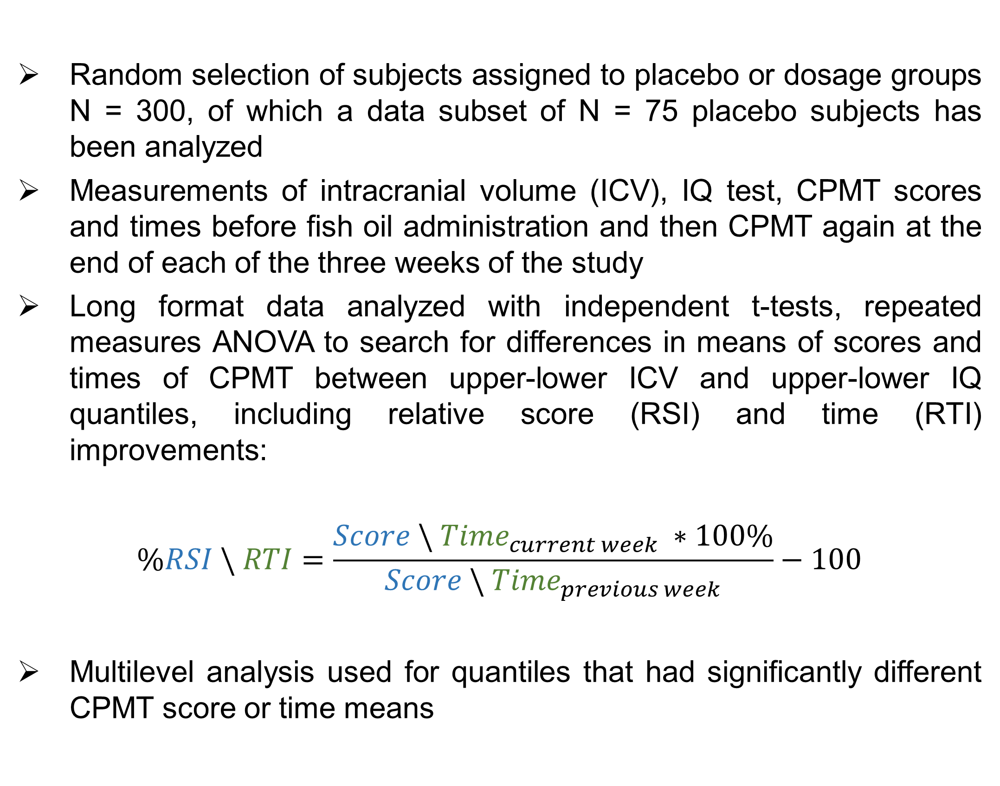 ➢ Random selection of subjects assigned to placebo or dosage groups
N = 300, of which a data subset of N = 75 placebo subjects has
been analyzed
➢ Measurements of intracranial volume (ICV), IQ test, CPMT scores
and times before fish oil administration and then CPMT again at the
end of each of the three weeks of the study
➢ Long format data analyzed with independent t-tests, repeated
measures ANOVA to search for differences in means of scores and
times of CPMT between upper-lower ICV and upper-lower IQ
quantiles, including relative score (RSI) and time (RTI)
improvements:
%RSI \ RTI = Score \ Time current week * 100% / Score \ Time previous week − 100
➢ Multilevel analysis used for quantiles that had significantly different
CPMT score or time means